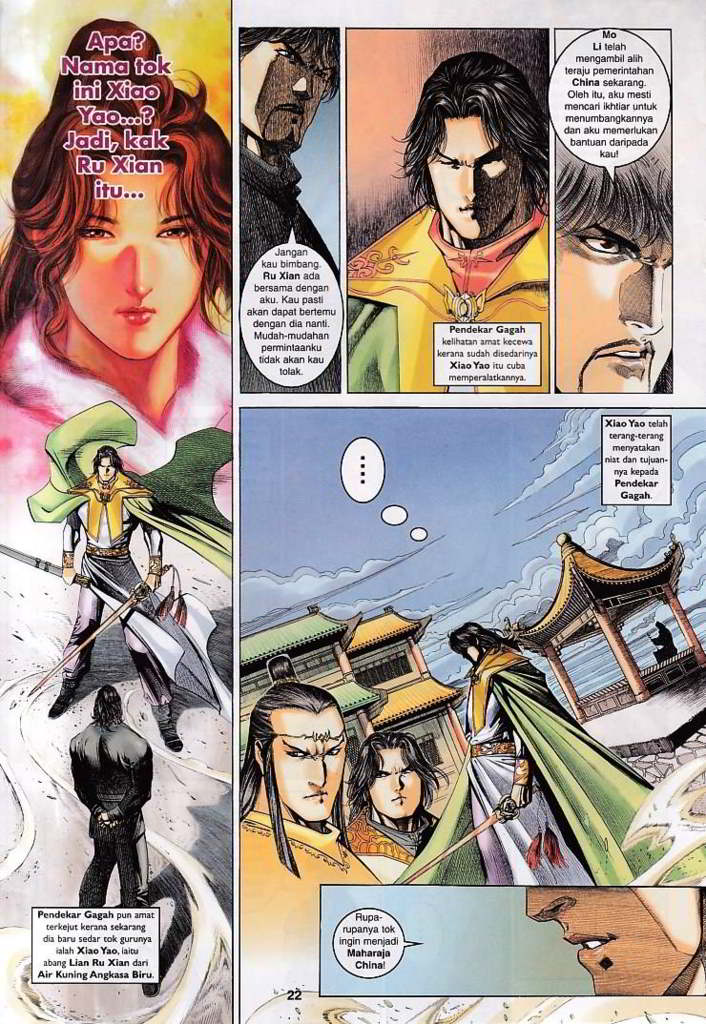 Apa?
Nama tok
ini Xiao
Yao...?
Jadi, kak
Ru Xian
itu...
Jangan
kau bimbang.
Ru Xian ada
bersama dengan
aku. Kau pasti
akan dapat bertemu
dengan dia nanti.
Mudah-mudahan
permintaanku
tidak akan kau
tolak.
Pendekar Gagah
kelihatan amat kecewa
kerana sudah disedarinya
Xiao Yao itu cuba
memperalatkannya.
Mo
Li telah
mengambil alih
teraju pemerintahan
China sekarang.
Oleh itu, aku mesti
mencari ikhtiar untuk
menumbangkannya
dan aku memerlukan
bantuan daripada
kau!
Pendekar Gagah pun amat
terkejut kerana sekarang
dia baru sedar tok gurunya
ialah Xiao Yao, iaitu
abang Lian Ru Xian dari
Air Kuning Angkasa Biru.
Xiao Yao telah
terang-terang
menyatakan
niat dan tujuan-
nya kepada
Pendekar
Gagah.
....
Rupa-
rupanya tok
ingin menjadi
Maharaja
China!
22